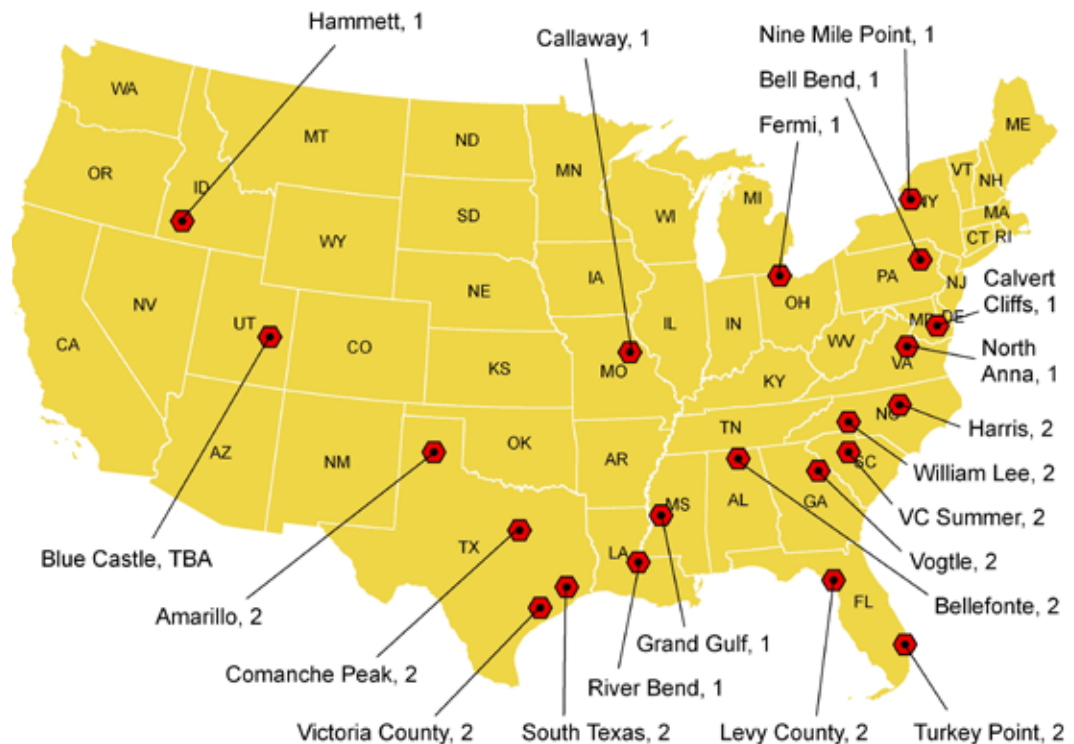 Hammett, 1
Callaway, 1
Nine Mile Point, 1
Bell Bend, 1
Fermi, 1
WA
MT
ND
MN
ME
OR
ID
SD
WI
MI
VT
NH
NY
MA
CT
RI
WY
IA
NE
PA
NJ
Calvert
Cliffs, 1
NV
UT
CO
IL
IN
OH
MD
DE
CA
KS
MO
WV
VA
North
Anna, 1
KY
AZ
NM
OK
AR
TN
NC
Harris, 2
SC
William Lee, 2
MS
AL
GA
VC Summer, 2
TX
LA
Blue Castle, TBA
Vogtle, 2
FL
Amarillo, 2
Bellefonte, 2
Grand Gulf, 1
Comanche Peak, 2
River Bend, 1
Victoria County, 2
South Texas, 2
Levy County, 2
Turkey Point, 2